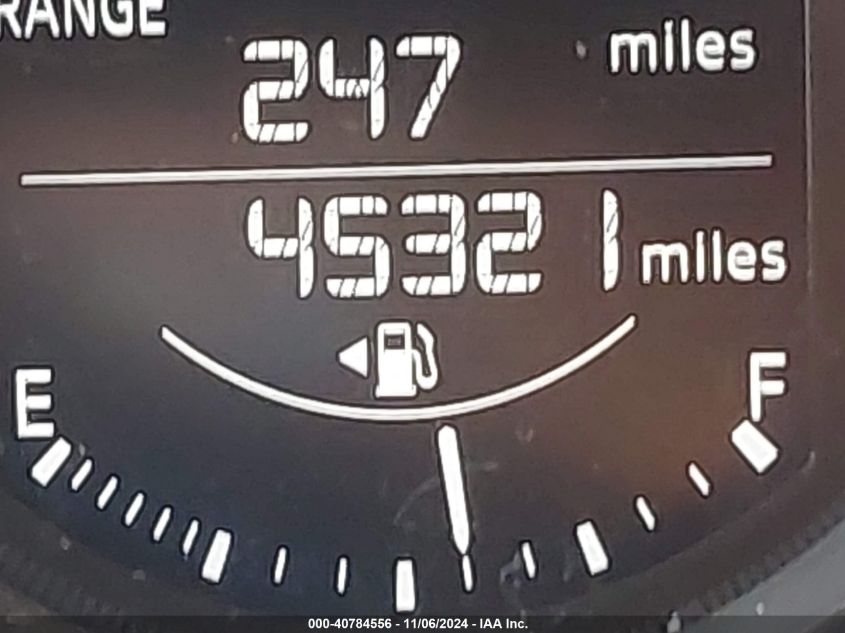 RANGE
247 miles
45321 miles
E F
000-40784556 - 11/06/2024 - IAA Inc.